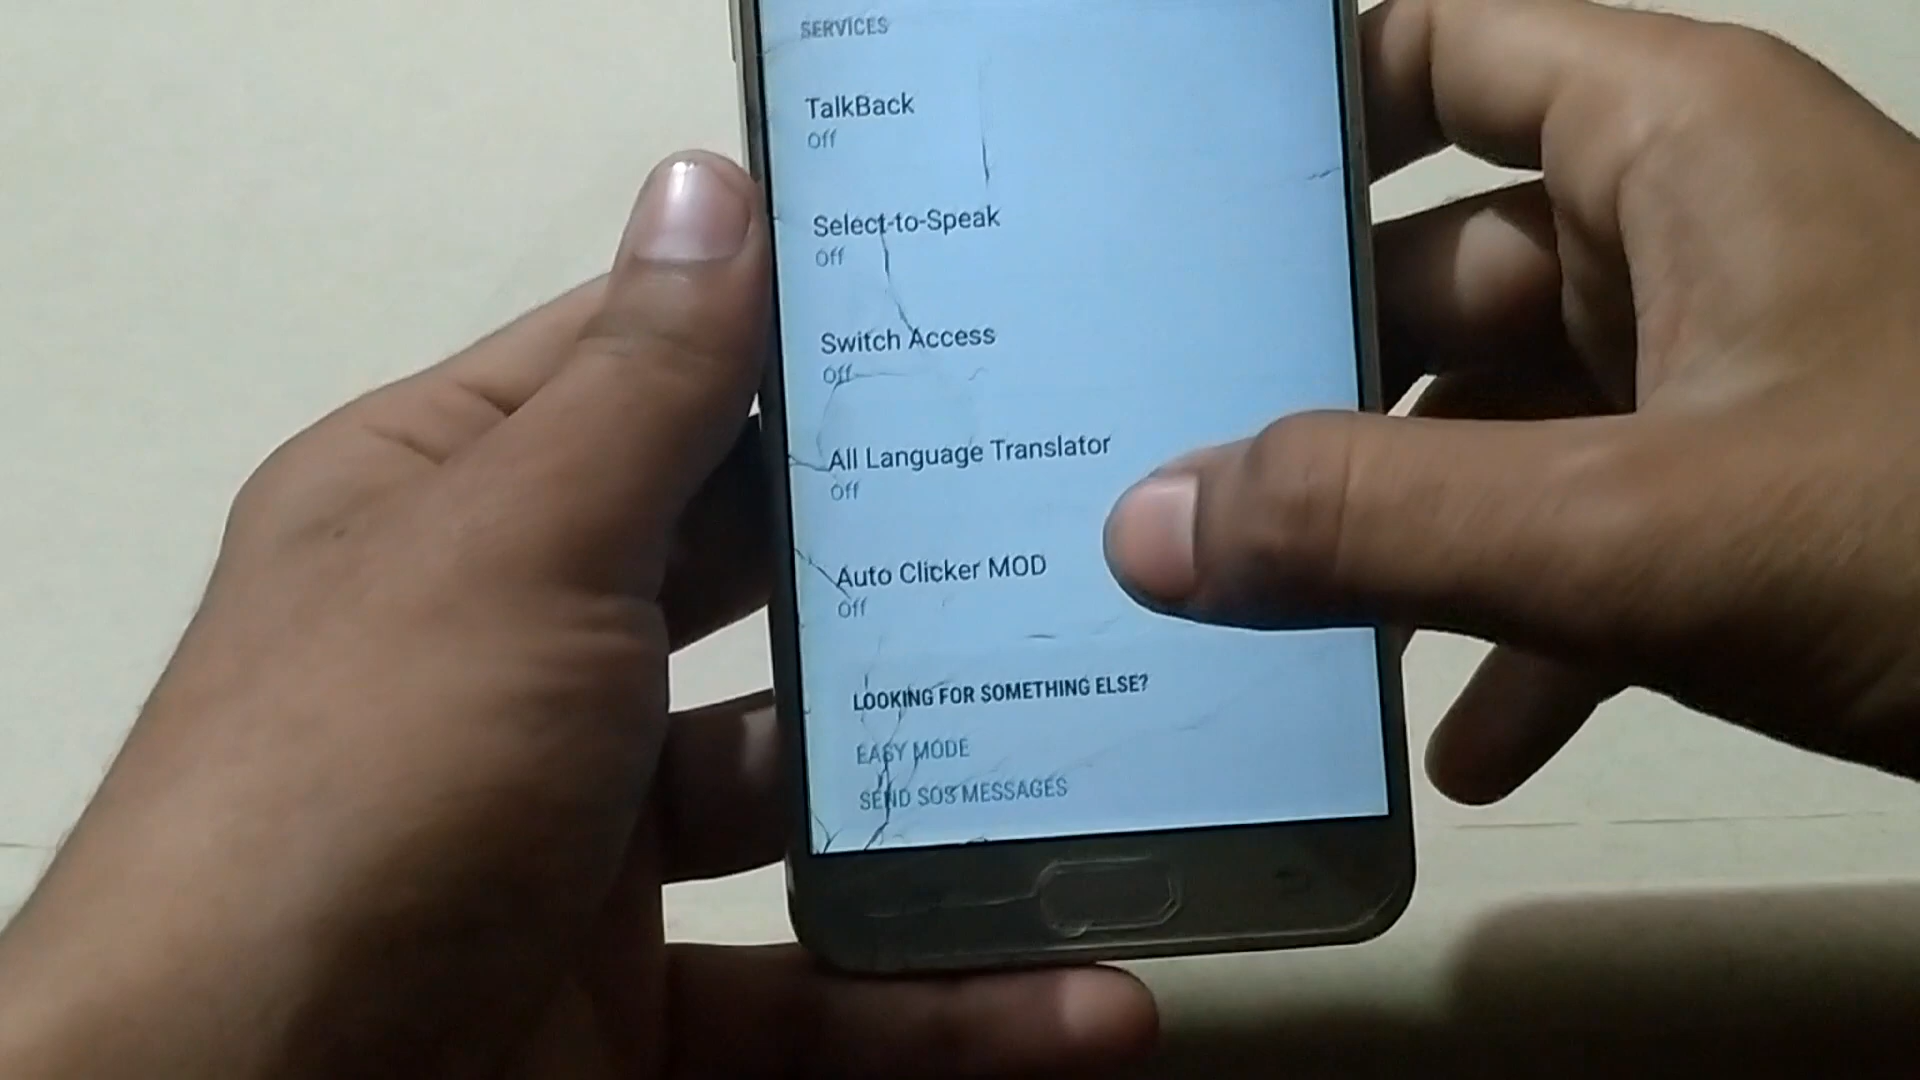 SERVICES
TalkBack
Off
Select-to-Speak
Off
Switch Access
Off
All Language Translator
Off
Auto Clicker MOD
Off
LOOKING FOR SOMETHING ELSE?
EASY MODE
SEND SOS MESSAGES